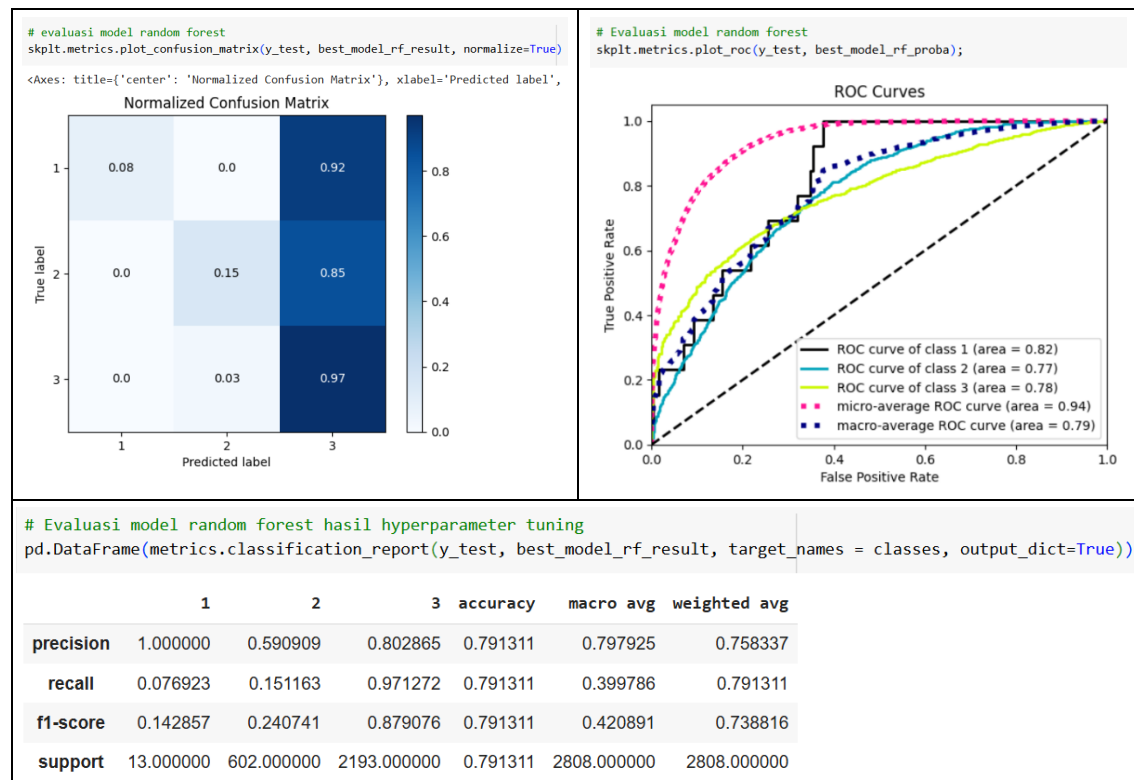 # evaluasi model random forest
skplt.metrics.plot_confusion_matrix(y_test, best_model_rf_result, normalize=True)
<Axes: title={'center': 'Normalized Confusion Matrix'}, xlabel='Predicted label',
Normalized Confusion Matrix
True label
1
0.08 0.0 0.92
2
0.0 0.15 0.85
3
0.0 0.03 0.97
1 2 3
Predicted label
0.8
0.6
0.4
0.2
0.0
# Evaluasi model random forest
skplt.metrics.plot_roc(y_test, best_model_rf_proba);
ROC Curves
True Positive Rate
1.0
0.8
0.6
0.4
0.2
0.0
ROC curve of class 1 (area = 0.82)
ROC curve of class 2 (area = 0.77)
ROC curve of class 3 (area = 0.78)
micro-average ROC curve (area = 0.94)
macro-average ROC curve (area = 0.79)
0.0 0.2 0.4 0.6 0.8 1.0
False Positive Rate
# Evaluasi model random forest hasil hyperparameter tuning
pd.DataFrame(metrics.classification_report(y_test, best_model_rf_result, target_names = classes, output_dict=True))
1 2 3 accuracy macro avg weighted avg
precision 1.000000 0.590909 0.802865 0.791311 0.797925 0.758337
recall 0.076923 0.151163 0.971272 0.791311 0.399786 0.791311
f1-score 0.142857 0.240741 0.879076 0.791311 0.420891 0.738816
support 13.000000 602.000000 2193.000000 0.791311 2808.000000 2808.000000